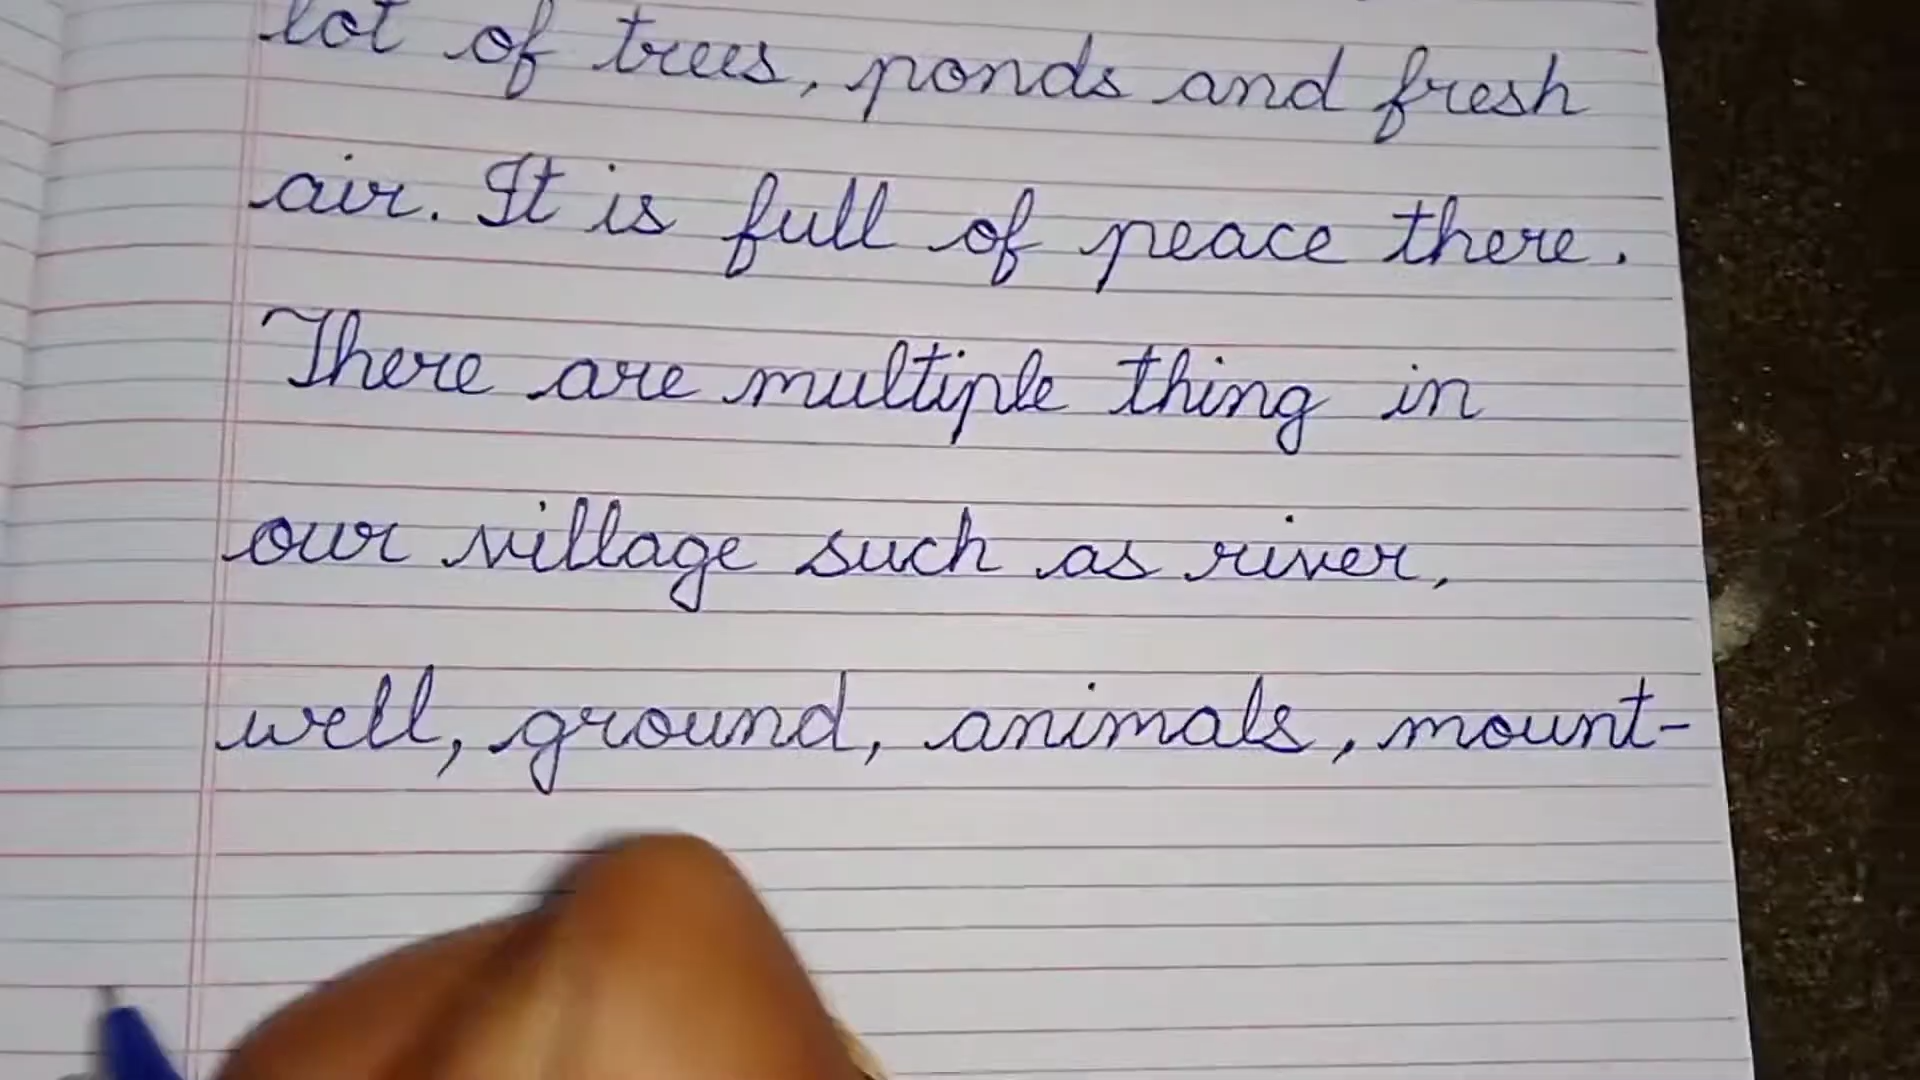 lot of trees, ponds and fresh
air. It is full of peace there.
There are multiple thing in
our village such as river,
well, ground, animals, mount-